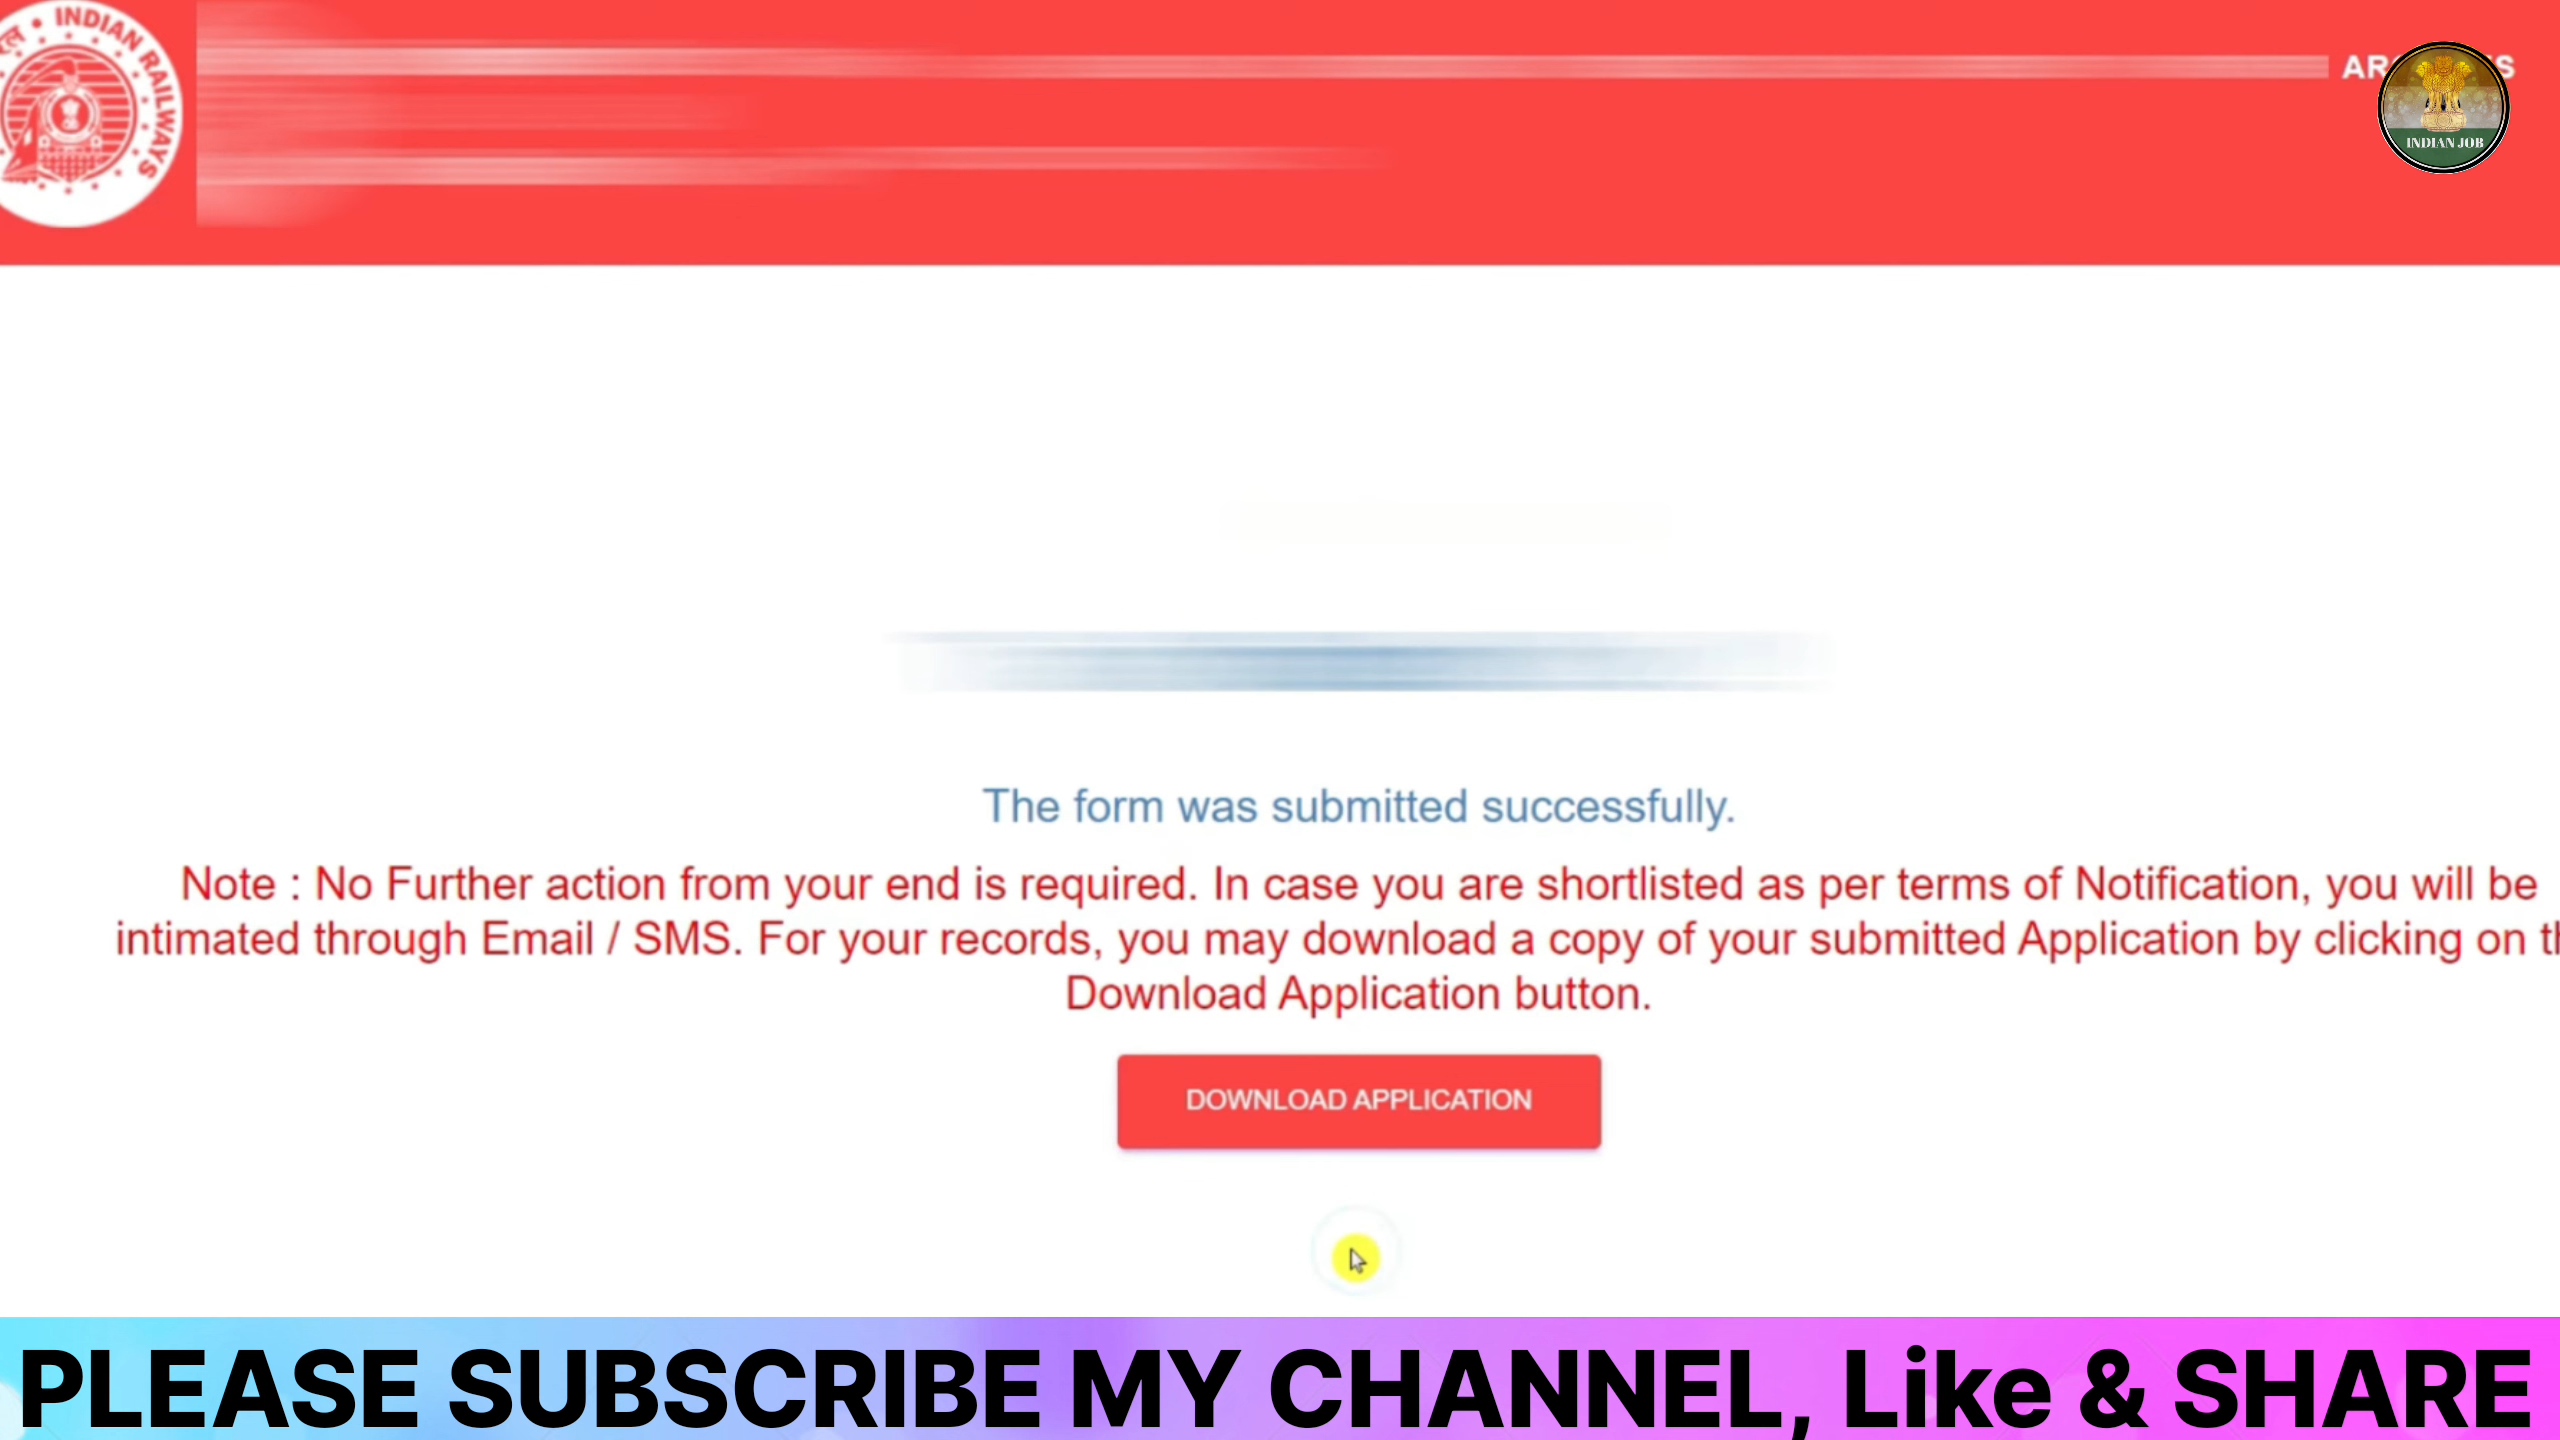 INDIAN RAILWAYS
INDIAN JOB
The form was submitted successfully.
Note : No Further action from your end is required. In case you are shortlisted as per terms of Notification, you will be
intimated through Email / SMS. For your records, you may download a copy of your submitted Application by clicking on th
Download Application button.
DOWNLOAD APPLICATION
PLEASE SUBSCRIBE MY CHANNEL, Like & SHARE